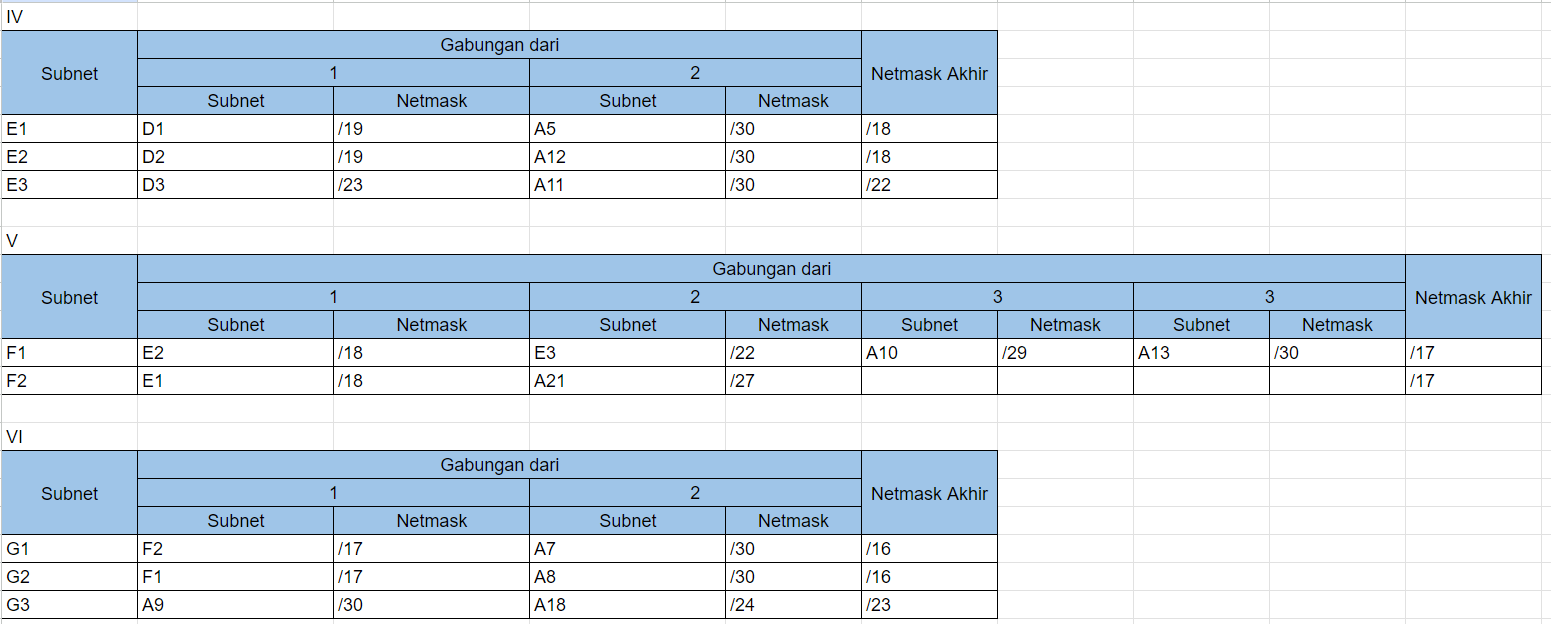 IV
Gabungan dari
Subnet 1 2 Netmask Akhir
Subnet Netmask Subnet Netmask
E1 D1 /19 A5 /30 /18
E2 D2 /19 A12 /30 /18
E3 D3 /23 A11 /30 /22
V
Gabungan dari
Subnet 1 2 3 3 Netmask Akhir
Subnet Netmask Subnet Netmask Subnet Netmask Subnet Netmask
F1 E2 /18 E3 /22 A10 /29 A13 /30 /17
F2 E1 /18 A21 /27 /17
VI
Gabungan dari
Subnet 1 2 Netmask Akhir
Subnet Netmask Subnet Netmask
G1 F2 /17 A7 /30 /16
G2 F1 /17 A8 /30 /16
G3 A9 /30 A18 /24 /23